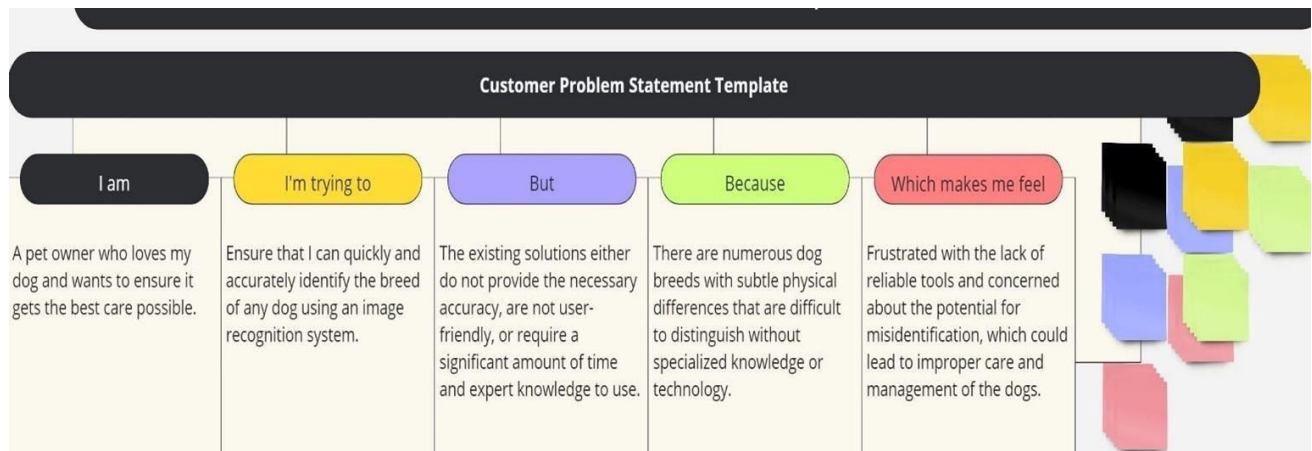 Customer Problem Statement Template
I am
I'm trying to
But
Because
Which makes me feel
A pet owner who loves my
dog and wants to ensure it
gets the best care possible.
Ensure that I can quickly and
accurately identify the breed
of any dog using an image
recognition system.
The existing solutions either
do not provide the necessary
accuracy, are not user-
friendly, or require a
significant amount of time
and expert knowledge to use.
There are numerous dog
breeds with subtle physical
differences that are difficult
to distinguish without
specialized knowledge or
technology.
Frustrated with the lack of
reliable tools and concerned
about the potential for
misidentification, which could
lead to improper care and
management of the dogs.